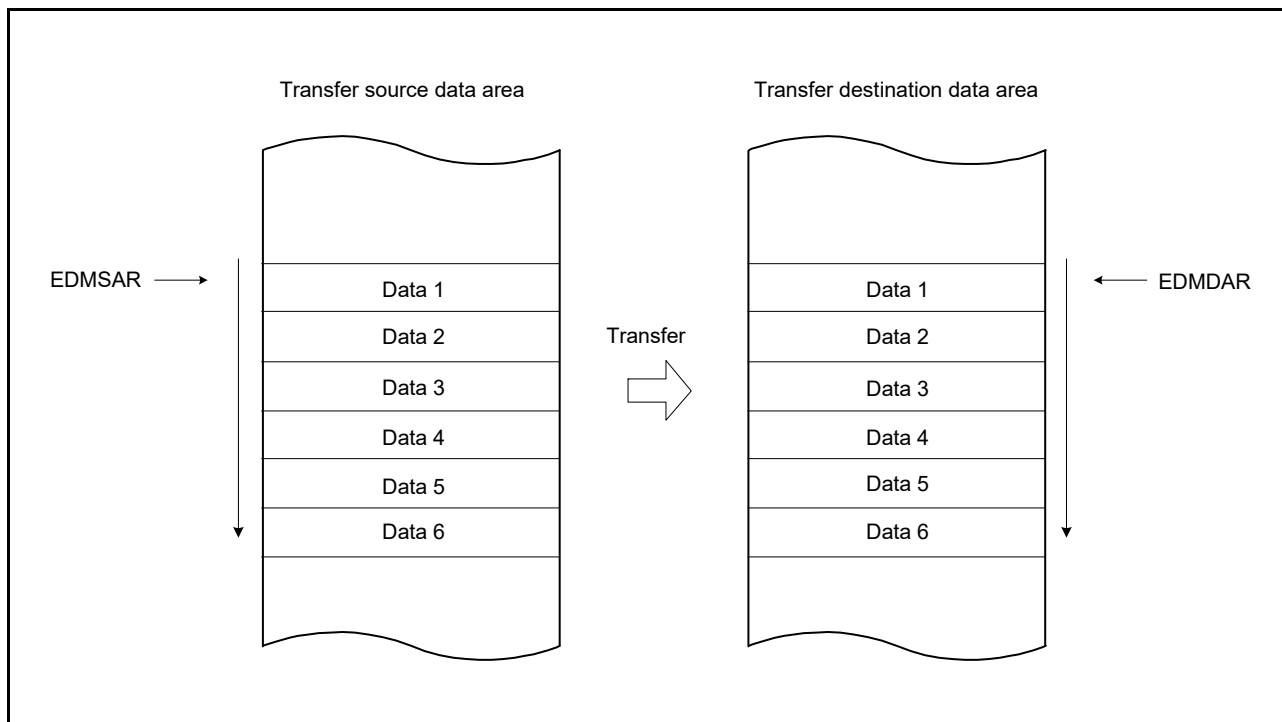 Transfer source data area
Transfer destination data area
EDMSAR
Data 1
Data 2
Data 3
Data 4
Data 5
Data 6
Transfer
Data 1
Data 2
Data 3
Data 4
Data 5
Data 6
EDMDAR